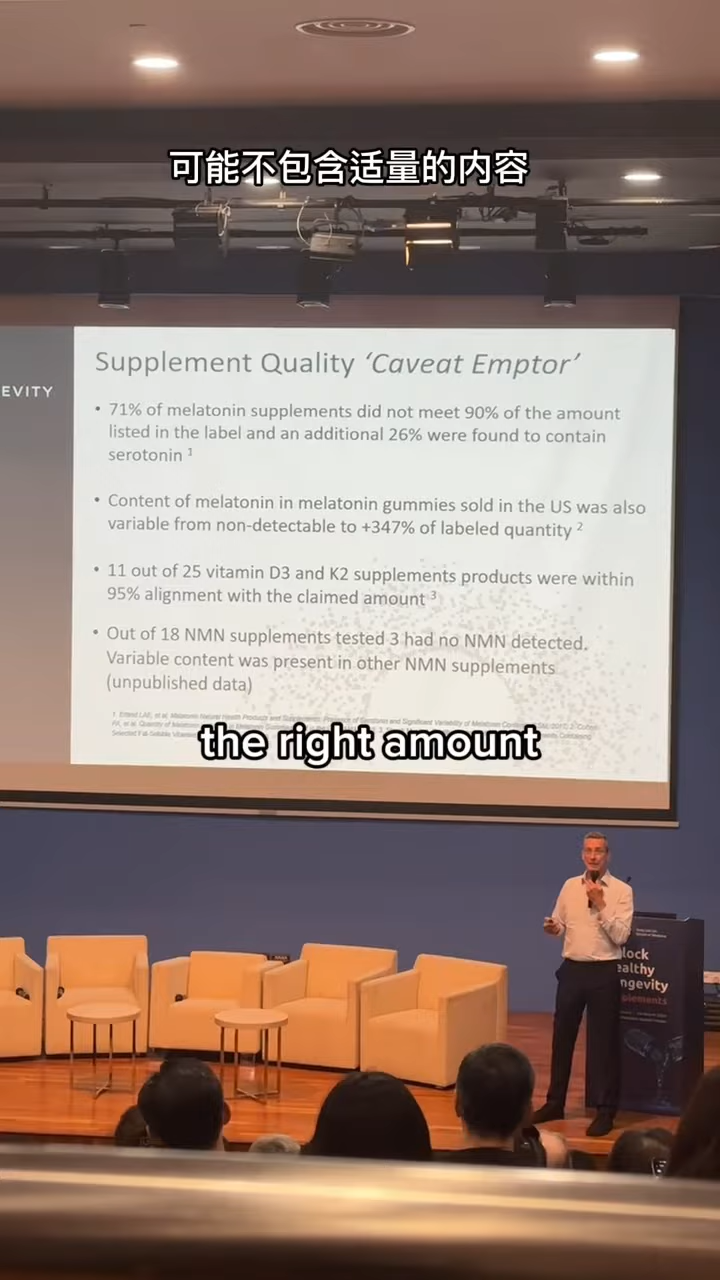 可能不包含适量的内容
EVITY
Supplement Quality ‘Caveat Emptor’
• 71% of melatonin supplements did not meet 90% of the amount
listed in the label and an additional 26% were found to contain
serotonin ¹
• Content of melatonin in melatonin gummies sold in the US was also
variable from non-detectable to +347% of labeled quantity ²
• 11 out of 25 vitamin D3 and K2 supplements products were within
95% alignment with the claimed amount ³
• Out of 18 NMN supplements tested 3 had no NMN detected.
Variable content was present in other NMN supplements
(unpublished data)
the right amount
lock
ealthy
ngevity
plements